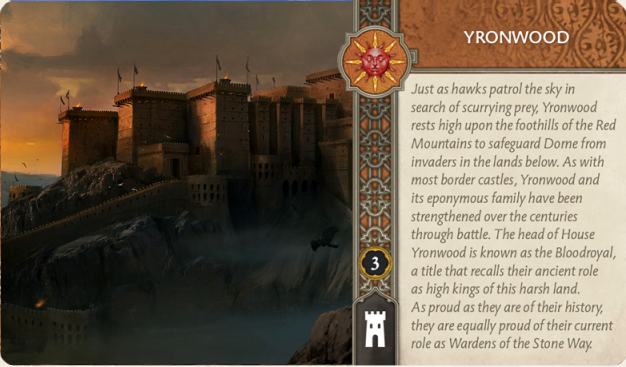 YRONWOOD
Just as hawks patrol the sky in
search of scurrying prey, Yronwood
rests high upon the foothills of the Red
Mountains to safeguard Dorne from
invaders in the lands below. As with
most border castles, Yronwood and
its eponymous family have been
strengthened over the centuries
through battle. The head of House
Yronwood is known as the Bloodroyal,
a title that recalls their ancient role
as high kings of this harsh land.
As proud as they are of their history,
they are equally proud of their current
role as Wardens of the Stone Way.
3